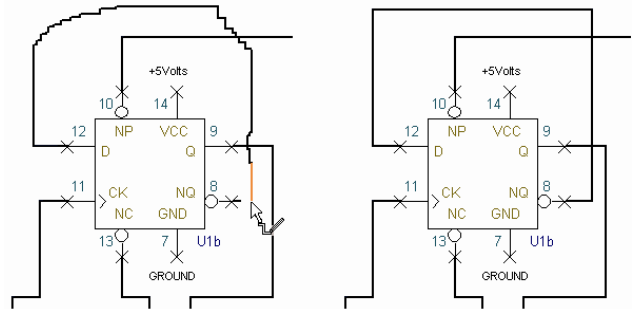 +5Volts
10
14
12
NP
VCC
9
D
Q
11
CK
NQ
8
NC
GND
13
7
U1b
GROUND
+5Volts
10
14
12
NP
VCC
9
D
Q
11
CK
NQ
8
NC
GND
13
7
U1b
GROUND